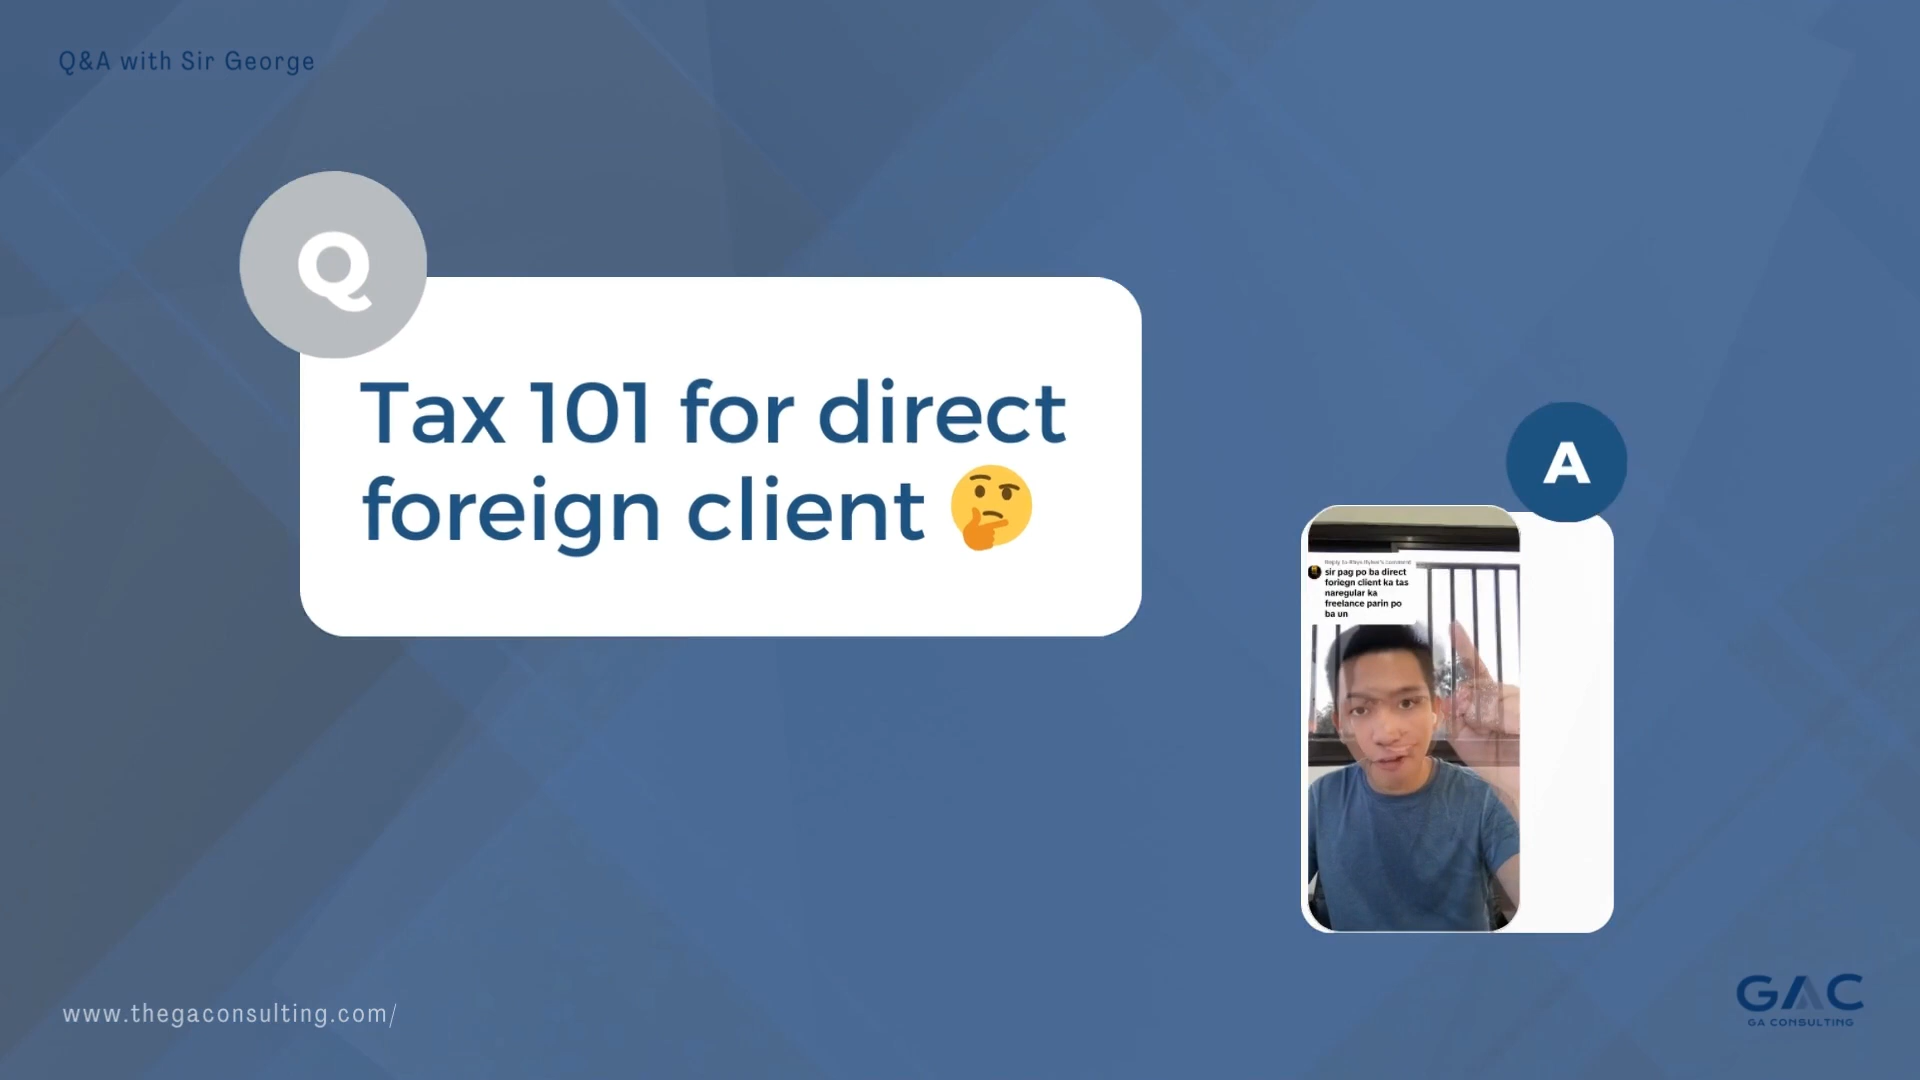 Q&A with Sir George
Q
Tax 101 for direct
foreign client
A
sir pag po ba direct
foriegn client ka tas
naregular ka
freelance parin po
ba un
www.thegaconsulting.com/
GAC
GA CONSULTING